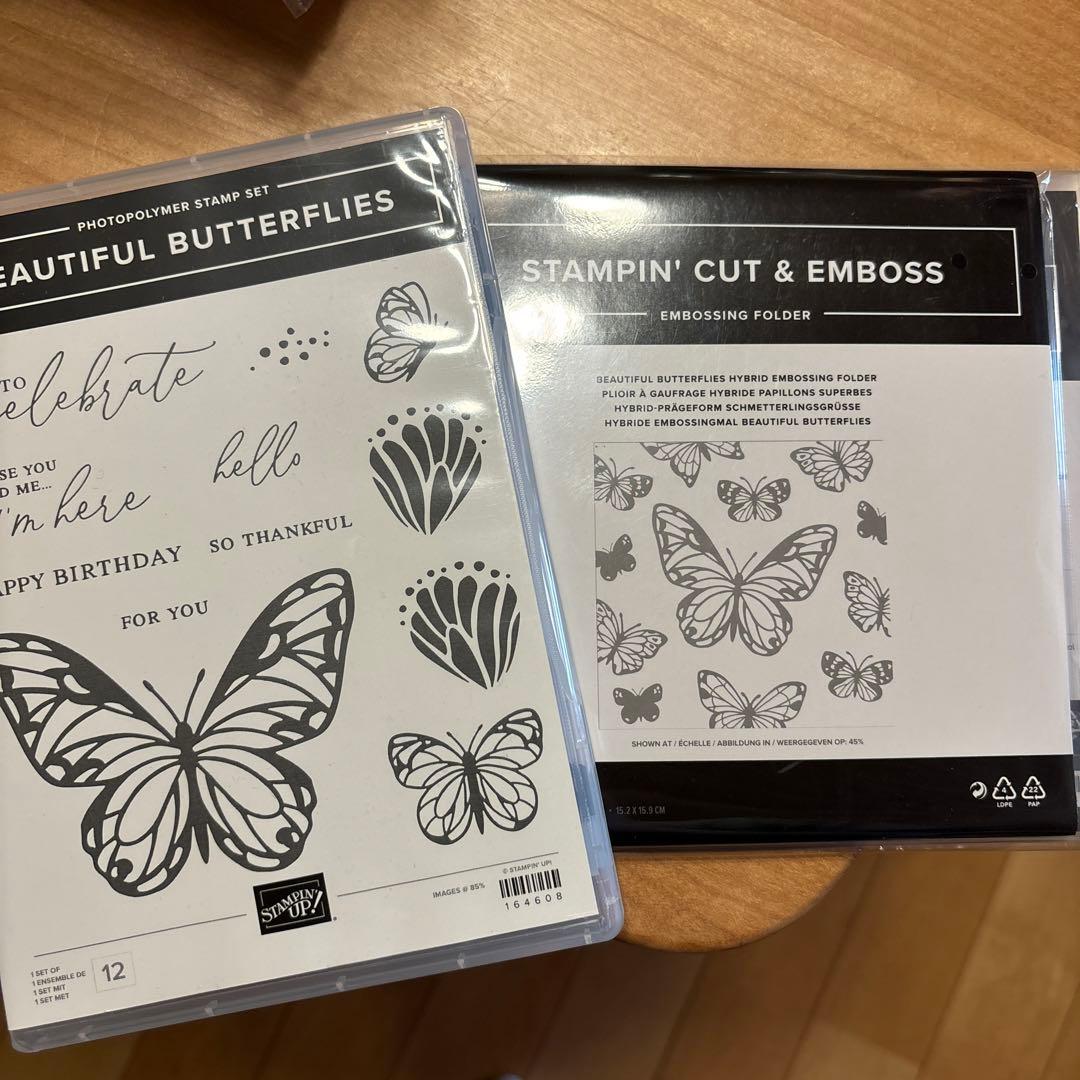 PHOTOPOLYMER STAMP SET
EAUTIFUL BUTTERFLIES
TO
elebrate
hello
SE YOU
D ME...
'm here
SO THANKFUL
APPY BIRTHDAY
FOR YOU
STAMPIN' UP!
IMAGES @ 85%
© STAMPIN' UP!
164608
1 SET OF
1 ENSEMBLE DE
1 SET MIT
1 SET MET
12
STAMPIN' CUT & EMBOSS
EMBOSSING FOLDER
BEAUTIFUL BUTTERFLIES HYBRID EMBOSSING FOLDER
PLIOIR À GAUFRAGE HYBRIDE PAPILLONS SUPERBES
HYBRID-PRÄGEFORM SCHMETTERLINGSGRÜSSE
HYBRIDE EMBOSSINGMAL BEAUTIFUL BUTTERFLIES
SHOWN AT / ÉCHELLE / ABBILDUNG IN / WEERGEGEVEN OP: 45%
• 15.2 X 15.9 CM
4
LDPE
22
PAP